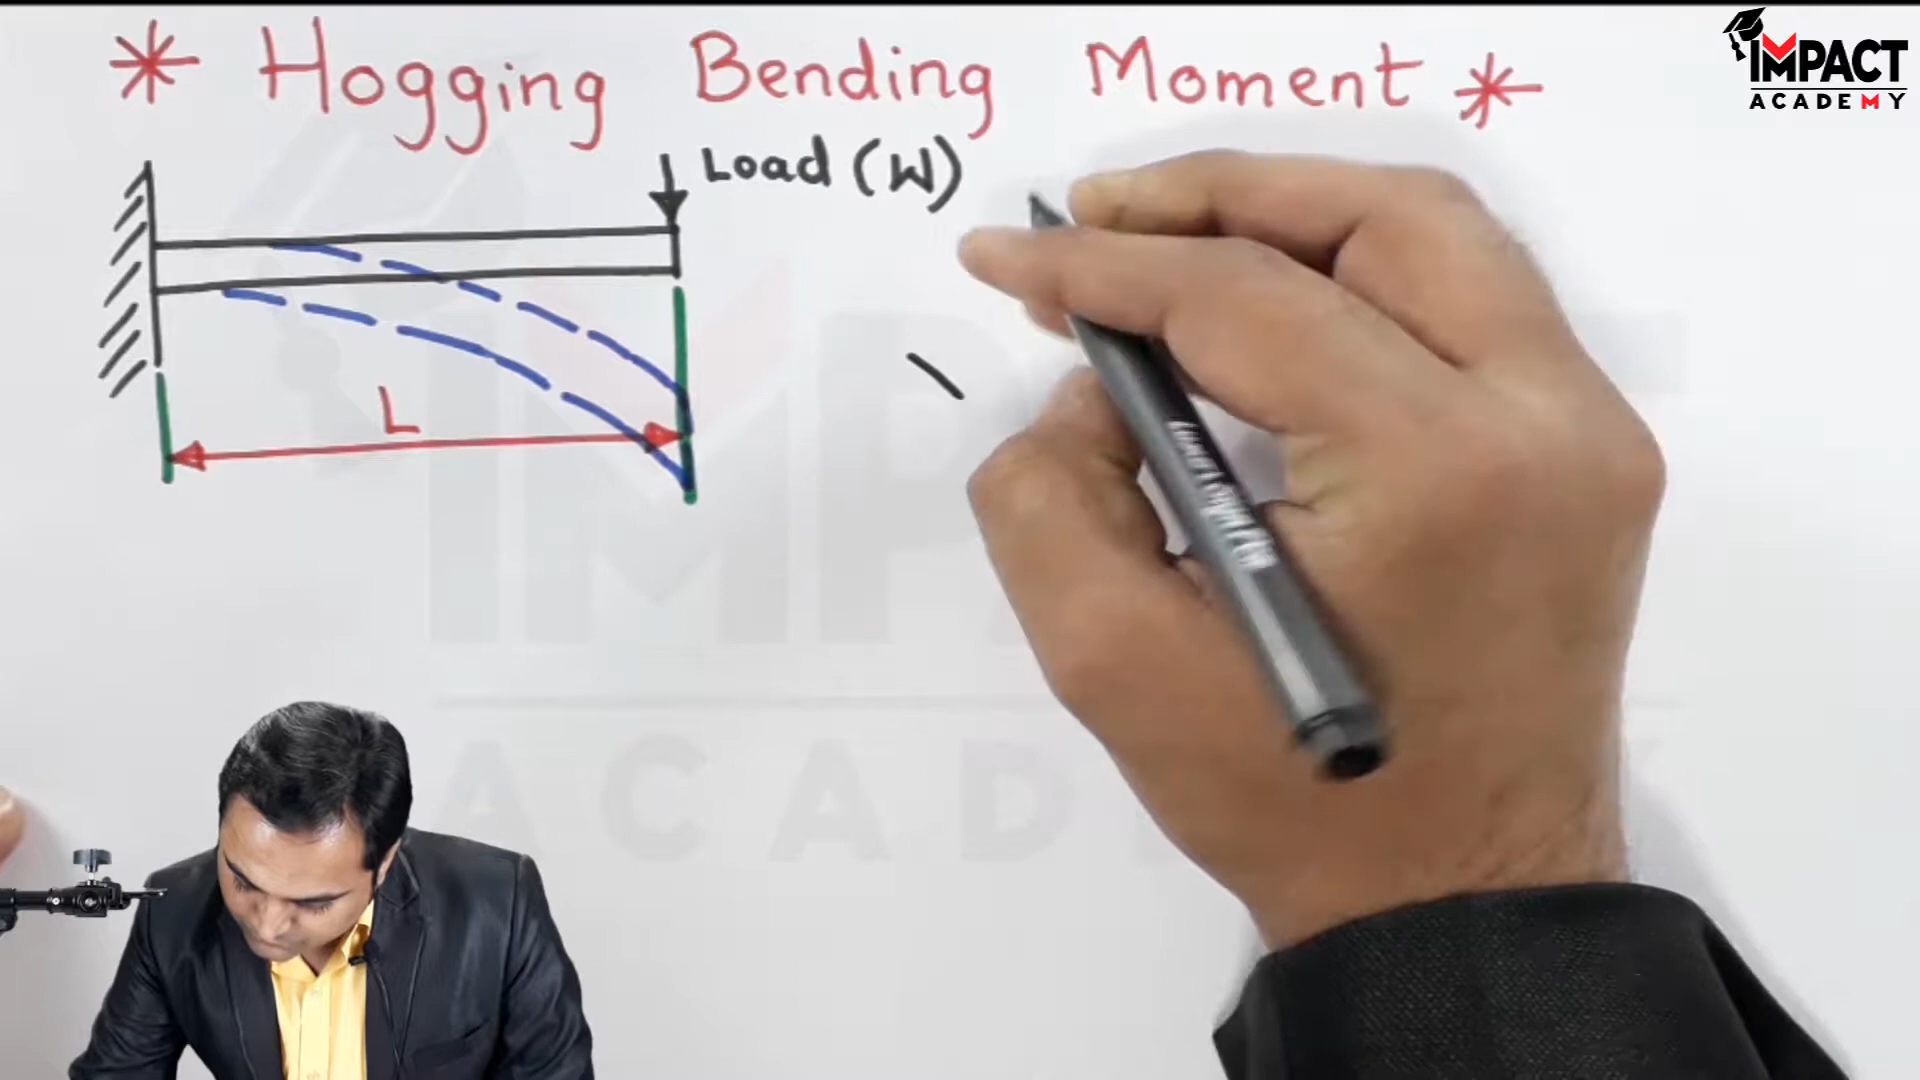 * Hogging Bending Moment *
IMPACT
ACADEMY
Load (W)
L